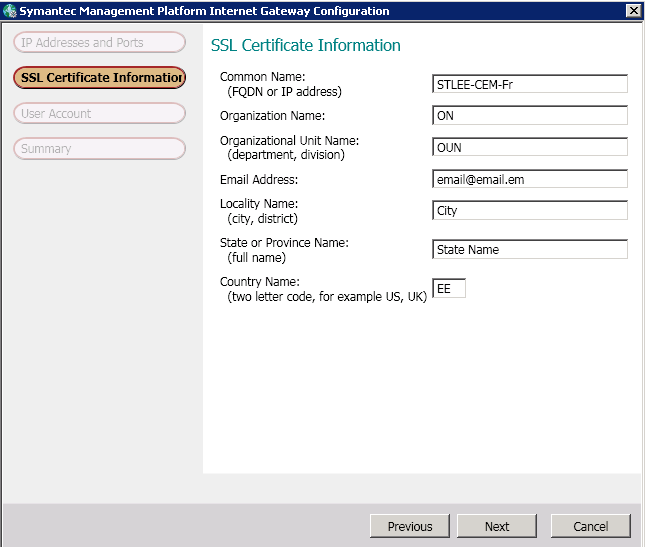 Symantec Management Platform Internet Gateway Configuration
IP Addresses and Ports
SSL Certificate Information
User Account
Summary
SSL Certificate Information
Common Name:
(FQDN or IP address)
STLEE-CEM-Fr
Organization Name:
ON
Organizational Unit Name:
(department, division)
OUN
Email Address:
email@email.em
Locality Name:
(city, district)
City
State or Province Name:
(full name)
State Name
Country Name:
(two letter code, for example US, UK)
EE
Previous
Next
Cancel